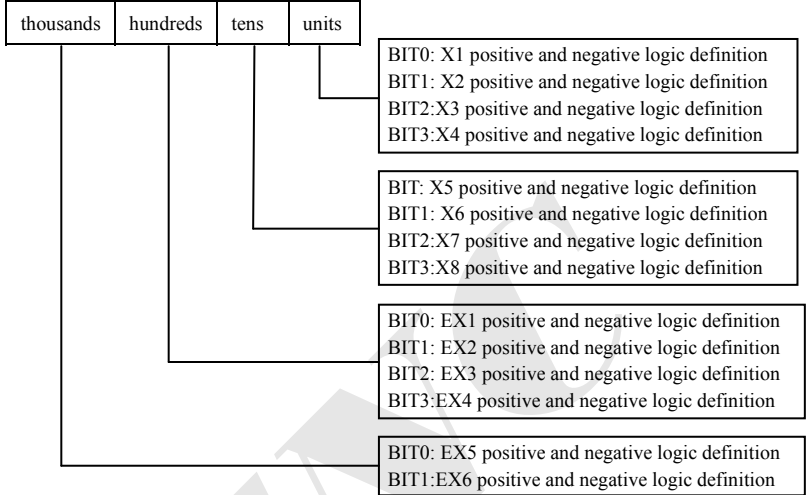 thousands hundreds tens units
BIT0: X1 positive and negative logic definition
BIT1: X2 positive and negative logic definition
BIT2:X3 positive and negative logic definition
BIT3:X4 positive and negative logic definition
BIT: X5 positive and negative logic definition
BIT1: X6 positive and negative logic definition
BIT2:X7 positive and negative logic definition
BIT3:X8 positive and negative logic definition
BIT0: EX1 positive and negative logic definition
BIT1: EX2 positive and negative logic definition
BIT2: EX3 positive and negative logic definition
BIT3:EX4 positive and negative logic definition
BIT0: EX5 positive and negative logic definition
BIT1:EX6 positive and negative logic definition